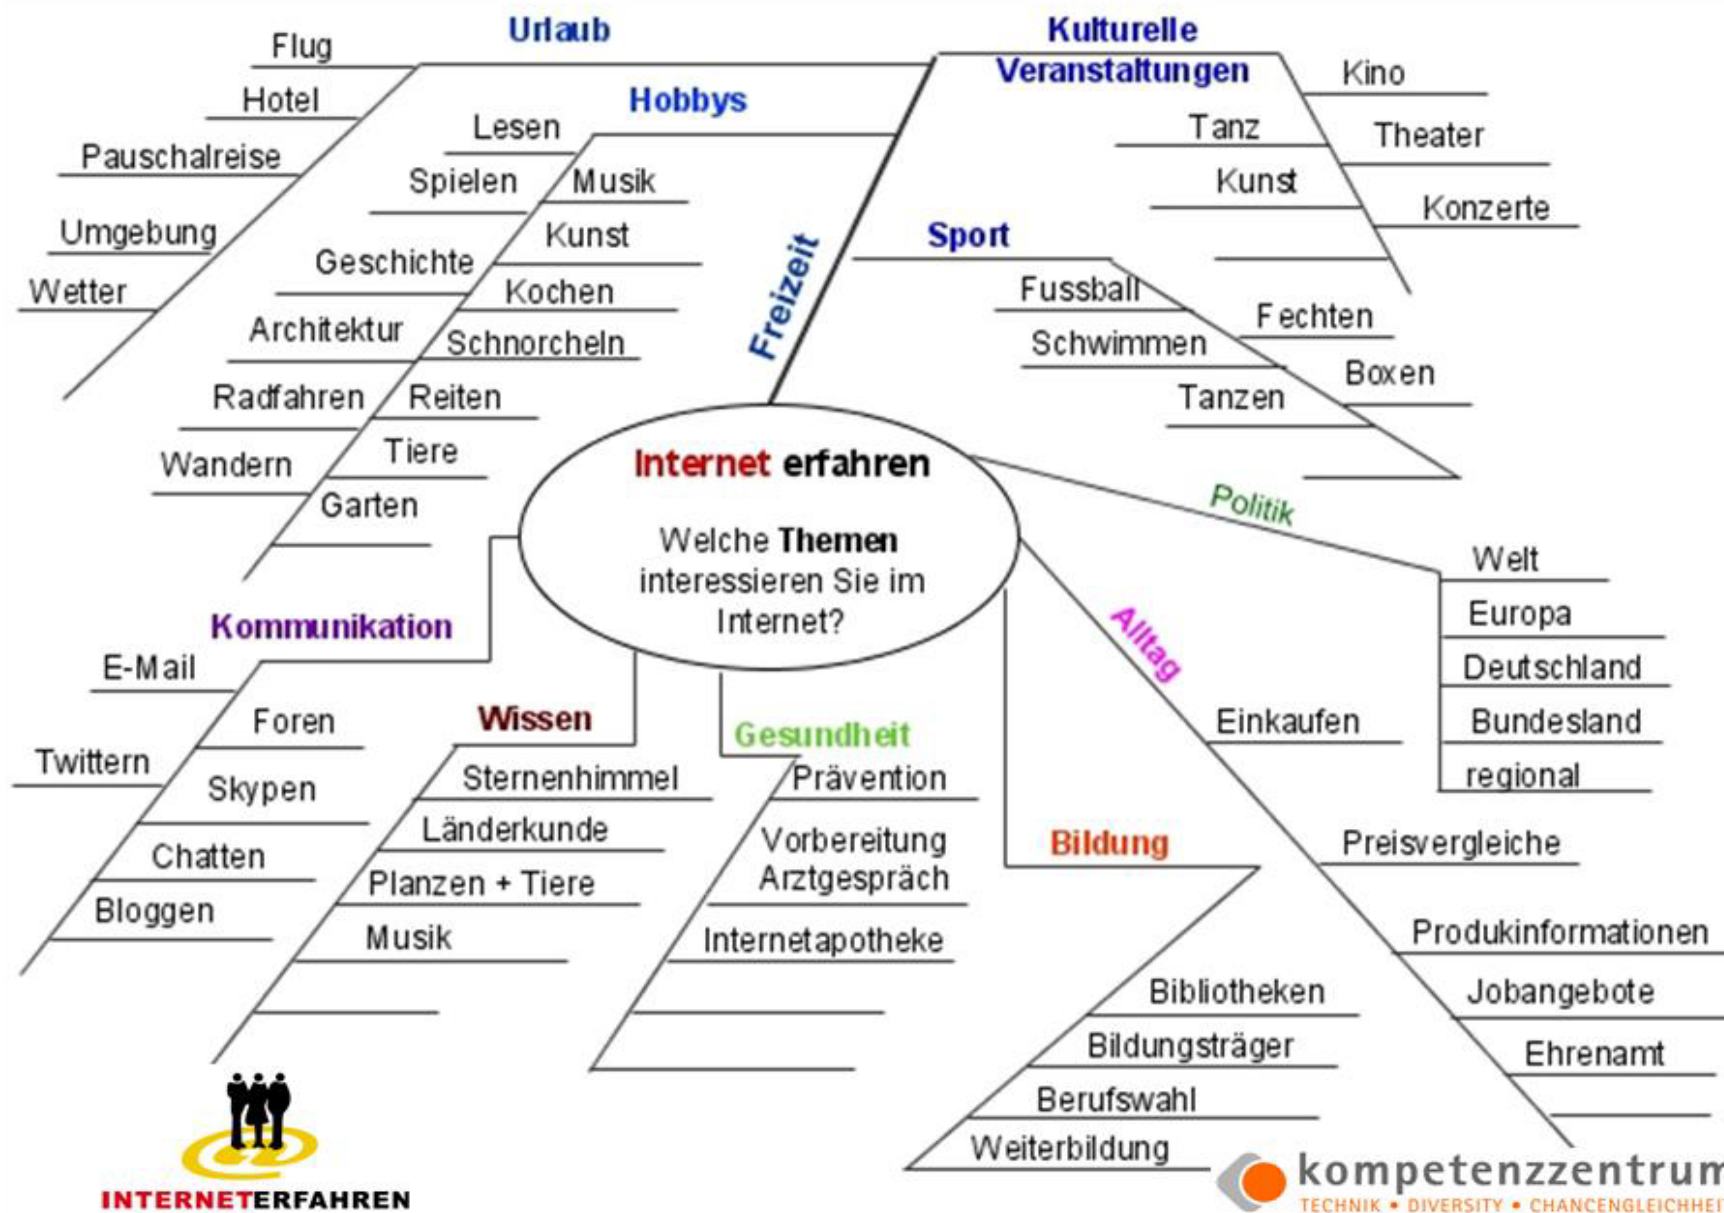 Urlaub
Flug
Hotel
Pauschalreise
Umgebung
Wetter
Hobbys
Lesen
Spielen
Geschichte
Architektur
Radfahren
Wandern
Musik
Kunst
Kochen
Schnorcheln
Reiten
Tiere
Garten
Freizeit
Kulturelle
Veranstaltungen
Kino
Tanz
Theater
Kunst
Konzerte
Sport
Fussball
Fechten
Schwimmen
Boxen
Tanzen
Internet erfahren
Welche Themen
interessieren Sie im
Internet?
Politik
Welt
Europa
Deutschland
Bundesland
regional
Alltag
Einkaufen
Preisvergleiche
Produkinformationen
Jobangebote
Ehrenamt
Kommunikation
E-Mail
Foren
Twittern
Skypen
Chatten
Bloggen
Wissen
Sternenhimmel
Länderkunde
Planzen + Tiere
Musik
Gesundheit
Prävention
Vorbereitung
Arztgespräch
Internetapotheke
Bildung
Bibliotheken
Bildungsträger
Berufswahl
Weiterbildung
INTERNETERFAHREN
kompetenzzentrum
TECHNIK • DIVERSITY • CHANCENGLEICHHEI